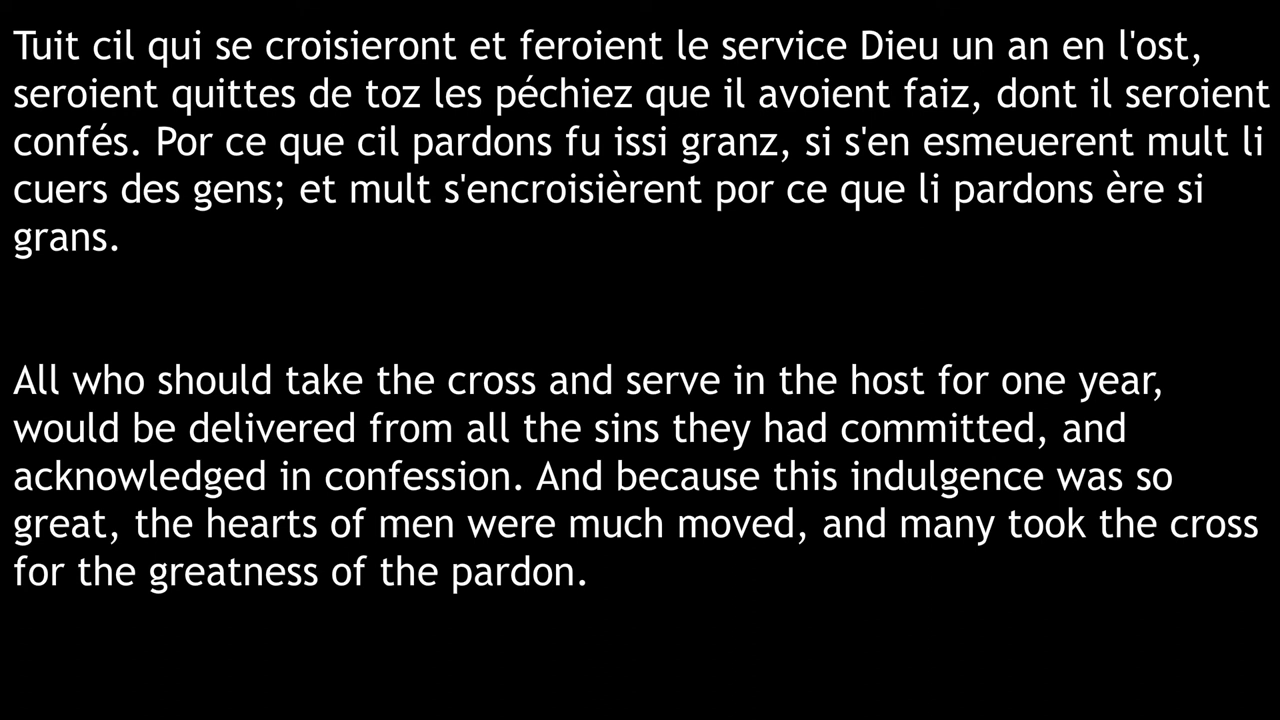 Tuit cil qui se croisieront et feroient le service Dieu un an en l'ost,
seroient quittes de toz les péchiez que il avoient faiz, dont il seroient
confés. Por ce que cil pardons fu issi granz, si s'en esmeuerent mult li
cuers des gens; et mult s'encroisièrent por ce que li pardons ère si
grans.
All who should take the cross and serve in the host for one year,
would be delivered from all the sins they had committed, and
acknowledged in confession. And because this indulgence was so
great, the hearts of men were much moved, and many took the cross
for the greatness of the pardon.